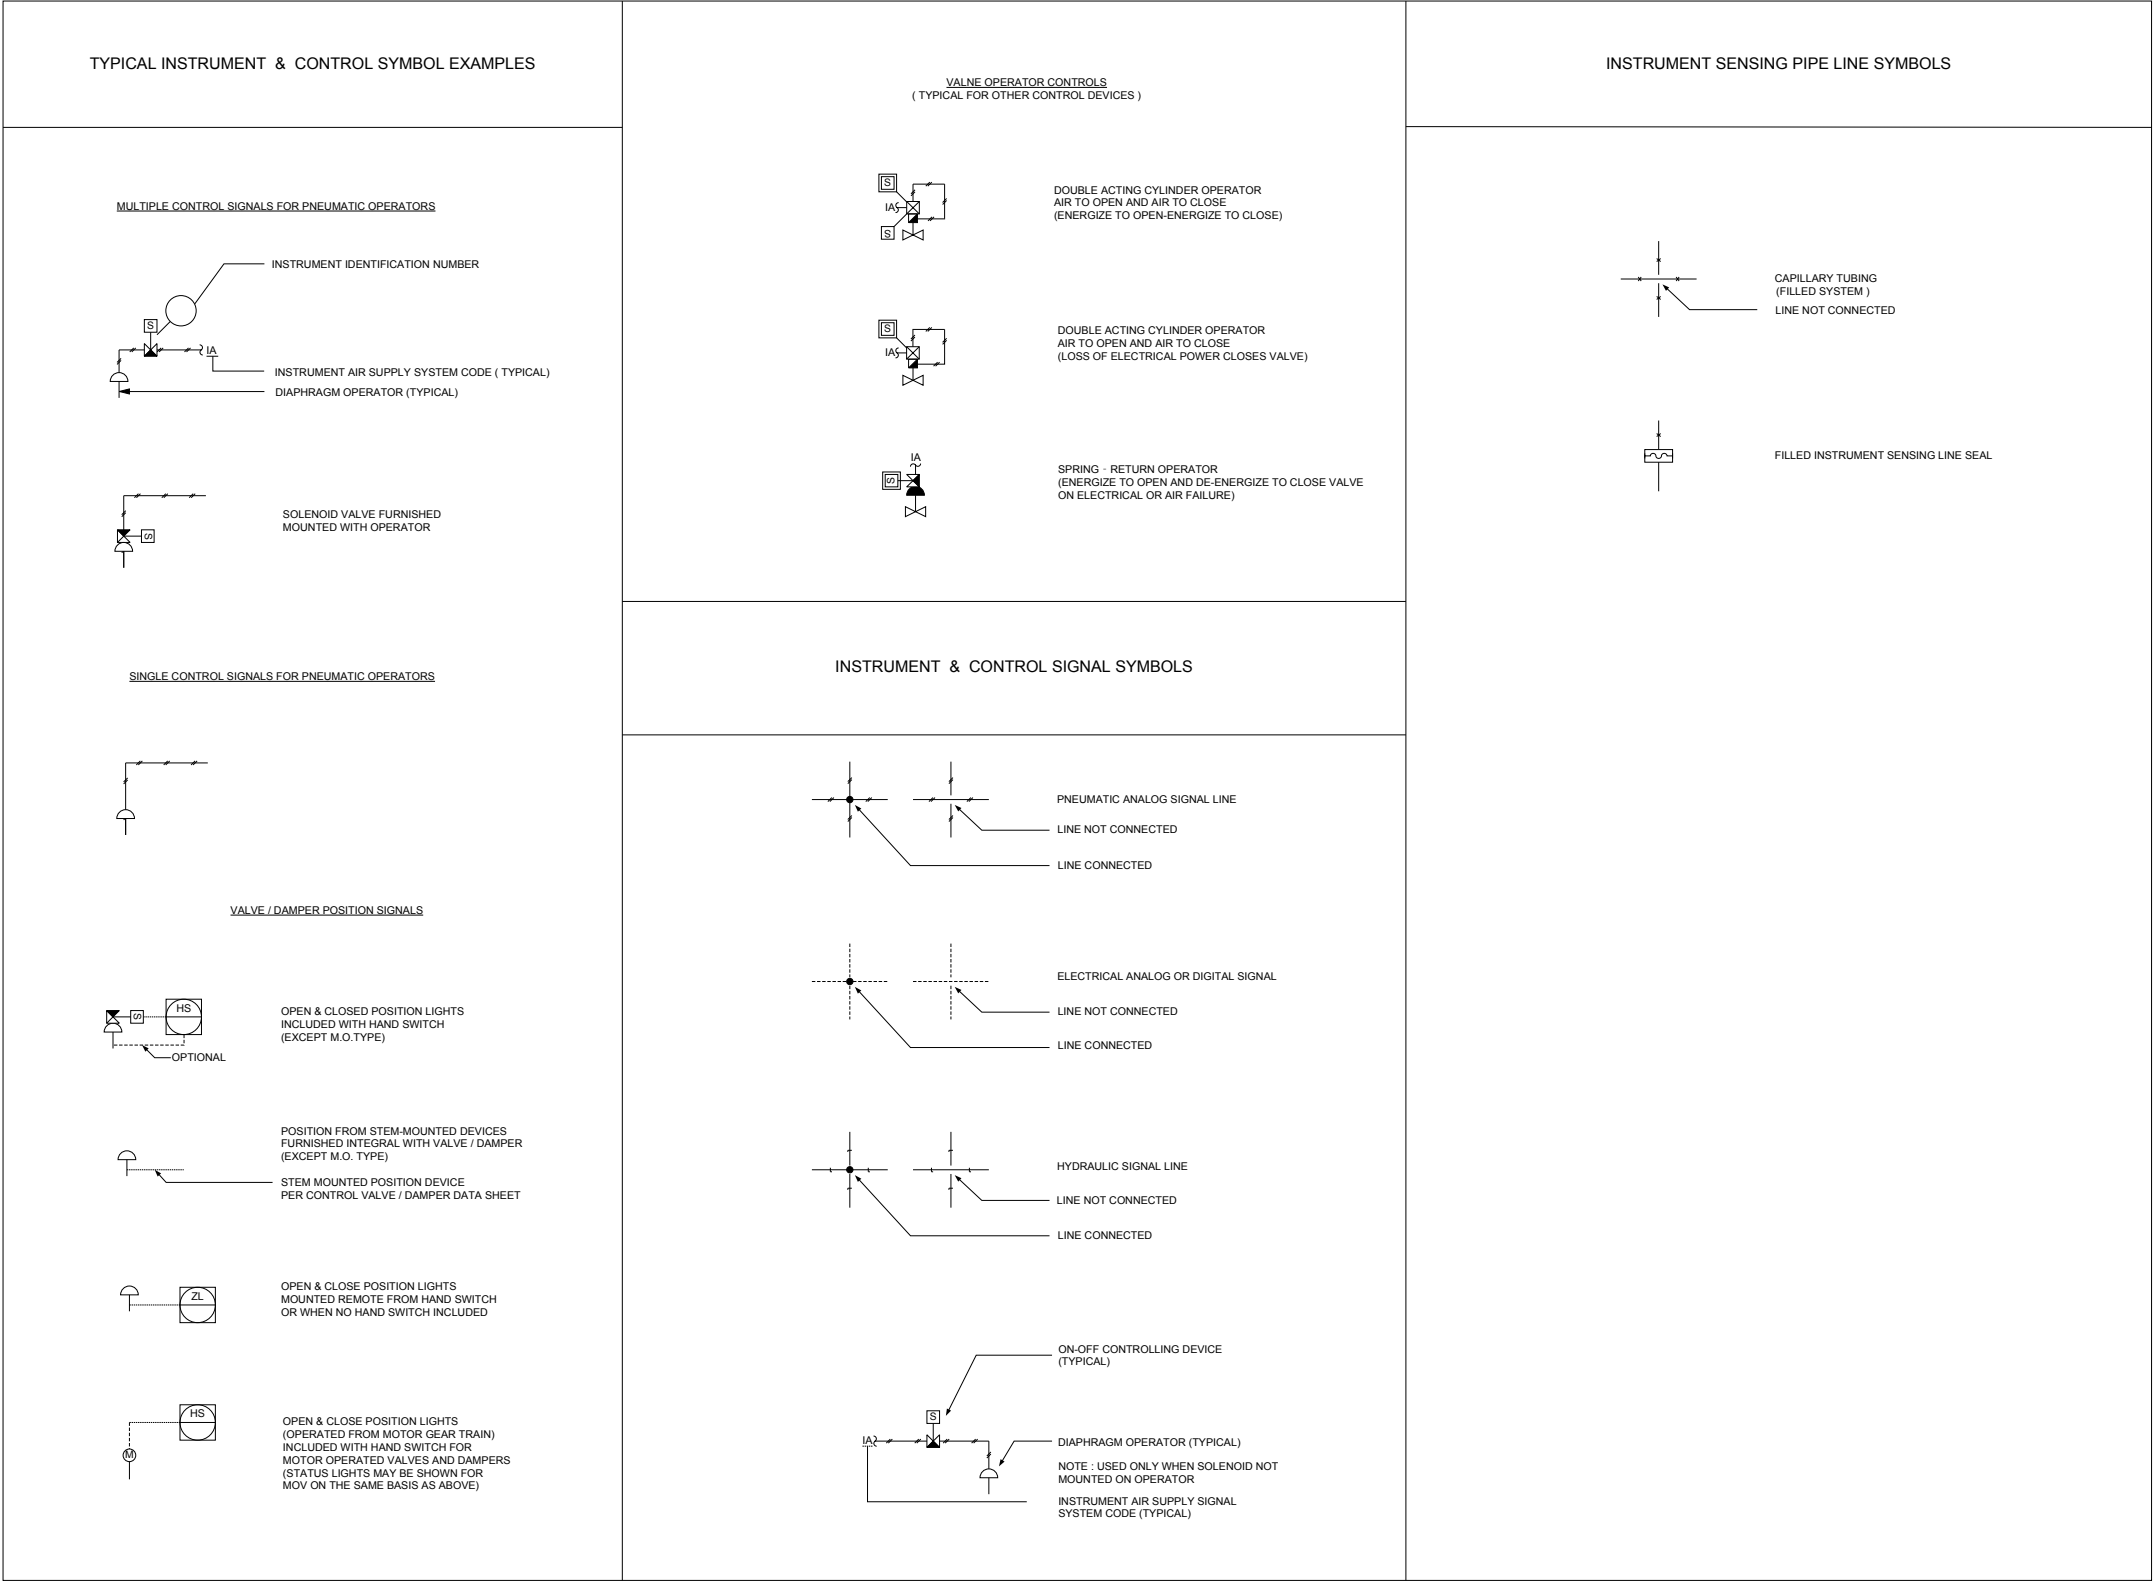 TYPICAL INSTRUMENT & CONTROL SYMBOL EXAMPLES
MULTIPLE CONTROL SIGNALS FOR PNEUMATIC OPERATORS
INSTRUMENT IDENTIFICATION NUMBER
S
IA
INSTRUMENT AIR SUPPLY SYSTEM CODE ( TYPICAL)
DIAPHRAGM OPERATOR (TYPICAL)
SOLENOID VALVE FURNISHED
MOUNTED WITH OPERATOR
S
SINGLE CONTROL SIGNALS FOR PNEUMATIC OPERATORS
VALVE / DAMPER POSITION SIGNALS
S
HS
OPTIONAL
OPEN & CLOSED POSITION LIGHTS
INCLUDED WITH HAND SWITCH
(EXCEPT M.O.TYPE)
POSITION FROM STEM-MOUNTED DEVICES
FURNISHED INTEGRAL WITH VALVE / DAMPER
(EXCEPT M.O. TYPE)
STEM MOUNTED POSITION DEVICE
PER CONTROL VALVE / DAMPER DATA SHEET
ZL
OPEN & CLOSE POSITION LIGHTS
MOUNTED REMOTE FROM HAND SWITCH
OR WHEN NO HAND SWITCH INCLUDED
HS
M
OPEN & CLOSE POSITION LIGHTS
(OPERATED FROM MOTOR GEAR TRAIN)
INCLUDED WITH HAND SWITCH FOR
MOTOR OPERATED VALVES AND DAMPERS
(STATUS LIGHTS MAY BE SHOWN FOR
MOV ON THE SAME BASIS AS ABOVE)
VALNE OPERATOR CONTROLS
( TYPICAL FOR OTHER CONTROL DEVICES )
S
IA
S
DOUBLE ACTING CYLINDER OPERATOR
AIR TO OPEN AND AIR TO CLOSE
(ENERGIZE TO OPEN-ENERGIZE TO CLOSE)
S
IA
DOUBLE ACTING CYLINDER OPERATOR
AIR TO OPEN AND AIR TO CLOSE
(LOSS OF ELECTRICAL POWER CLOSES VALVE)
IA
S
SPRING - RETURN OPERATOR
(ENERGIZE TO OPEN AND DE-ENERGIZE TO CLOSE VALVE
ON ELECTRICAL OR AIR FAILURE)
INSTRUMENT & CONTROL SIGNAL SYMBOLS
PNEUMATIC ANALOG SIGNAL LINE
LINE NOT CONNECTED
LINE CONNECTED
ELECTRICAL ANALOG OR DIGITAL SIGNAL
LINE NOT CONNECTED
LINE CONNECTED
HYDRAULIC SIGNAL LINE
LINE NOT CONNECTED
LINE CONNECTED
ON-OFF CONTROLLING DEVICE
(TYPICAL)
S
IA
DIAPHRAGM OPERATOR (TYPICAL)
NOTE : USED ONLY WHEN SOLENOID NOT
MOUNTED ON OPERATOR
INSTRUMENT AIR SUPPLY SIGNAL
SYSTEM CODE (TYPICAL)
INSTRUMENT SENSING PIPE LINE SYMBOLS
CAPILLARY TUBING
(FILLED SYSTEM )
LINE NOT CONNECTED
FILLED INSTRUMENT SENSING LINE SEAL